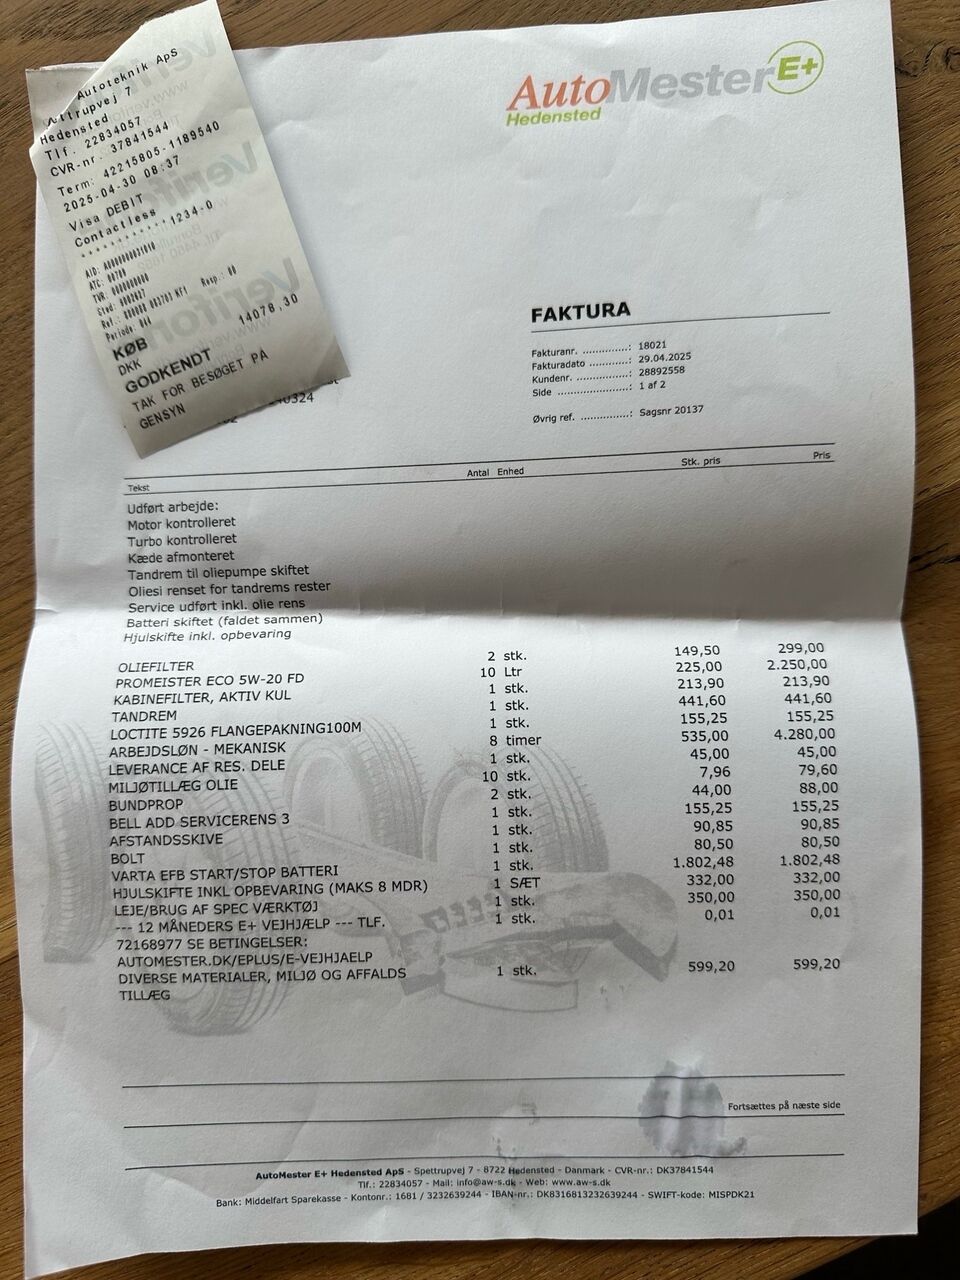 Autoteknik ApS
ttrupvej 7
Hedensted
Tlf. 22834057
CVR-nr. 37841544
Term: 42215805-1189540
2025-04-30 08:37
Visa DEBIT
Contactless
************1234-0
AID: A0000000031010
ATC: 00709
TVR: 0000000000
Ref.: 00000 003703 KF1 Resp.: 00
Periode: 044
KØB
DKK 14078,30
GODKENDT
TAK FOR BESØGET PÅ
GENSYN
AutoMester E+
Hedensted
FAKTURA
Fakturanr. ..............: 18021
Fakturadato ...........: 29.04.2025
Kundenr. ................: 28892558
Side .......................: 1 af 2
Øvrig ref. ................: Sagsnr 20137
Tekst Antal Enhed Stk. pris Pris
Udført arbejde:
Motor kontrolleret
Turbo kontrolleret
Kæde afmonteret
Tandrem til oliepumpe skiftet
Oliesi renset for tandrems rester
Service udført inkl. olie rens
Batteri skiftet (faldet sammen)
Hjulskifte inkl. opbevaring
OLIEFILTER 2 stk. 149,50 299,00
PROMEISTER ECO 5W-20 FD 10 Ltr 225,00 2.250,00
KABINEFILTER, AKTIV KUL 1 stk. 213,90 213,90
TANDREM 1 stk. 441,60 441,60
LOCTITE 5926 FLANGEPAKNING100M 1 stk. 155,25 155,25
ARBEJDSLØN - MEKANISK 8 timer 535,00 4.280,00
LEVERANCE AF RES. DELE 1 stk. 45,00 45,00
MILJØTILLÆG OLIE 10 stk. 7,96 79,60
BUNDPROP 2 stk. 44,00 88,00
BELL ADD SERVICERENS 3 1 stk. 155,25 155,25
AFSTANDSSKIVE 1 stk. 90,85 90,85
BOLT 1 stk. 80,50 80,50
VARTA EFB START/STOP BATTERI 1 stk. 1.802,48 1.802,48
HJULSKIFTE INKL OPBEVARING (MAKS 8 MDR) 1 SÆT 332,00 332,00
LEJE/BRUG AF SPEC VÆRKTØJ 1 stk. 350,00 350,00
--- 12 MÅNEDERS E+ VEJHJÆLP --- TLF. 1 stk. 0,01 0,01
72168977 SE BETINGELSER:
AUTOMESTER.DK/EPLUS/E-VEJHJAELP
DIVERSE MATERIALER, MILJØ OG AFFALDS 1 stk. 599,20 599,20
TILLÆG
Fortsættes på næste side
AutoMester E+ Hedensted ApS - Spettrupvej 7 - 8722 Hedensted - Danmark - CVR-nr.: DK37841544
Tlf.: 22834057 - Mail: info@aw-s.dk - Web: www.aw-s.dk
Bank: Middelfart Sparekasse - Kontonr.: 1681 / 3232639244 - IBAN-nr.: DK8316813232639244 - SWIFT-kode: MISPDK21